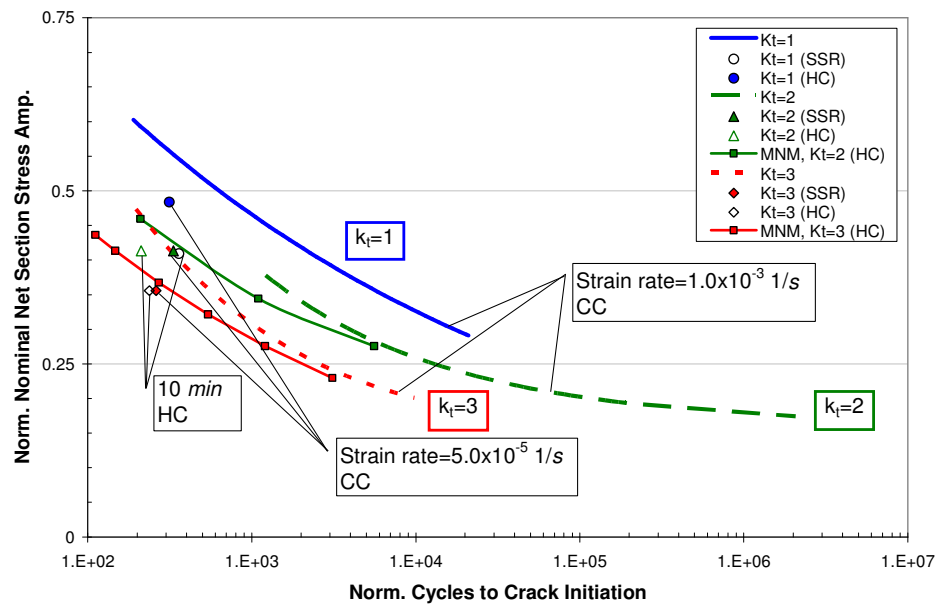 0.75
0.5
0.25
0
Norm. Nominal Net Section Stress Amp.
Kt=1
Kt=1 (SSR)
Kt=1 (HC)
Kt=2
Kt=2 (SSR)
Kt=2 (HC)
MNM, Kt=2 (HC)
Kt=3
Kt=3 (SSR)
Kt=3 (HC)
MNM, Kt=3 (HC)
kt=1
Strain rate=1.0x10-3 1/s
CC
10 min
HC
kt=3
kt=2
Strain rate=5.0x10-5 1/s
CC
1.E+02 1.E+03 1.E+04 1.E+05 1.E+06 1.E+07
Norm. Cycles to Crack Initiation